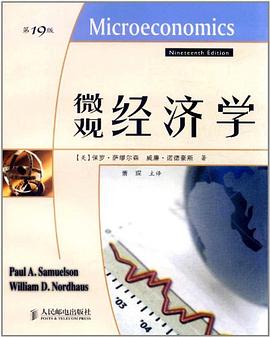 第19版
Microeconomics
Nineteenth Edition
微观经济学
[美]保罗·萨缪尔森 威廉·诺德豪斯 著
萧琛 主译
Paul A. Samuelson
William D. Nordhaus
人民邮电出版社
POSTS & TELECOM PRESS
'03
'04